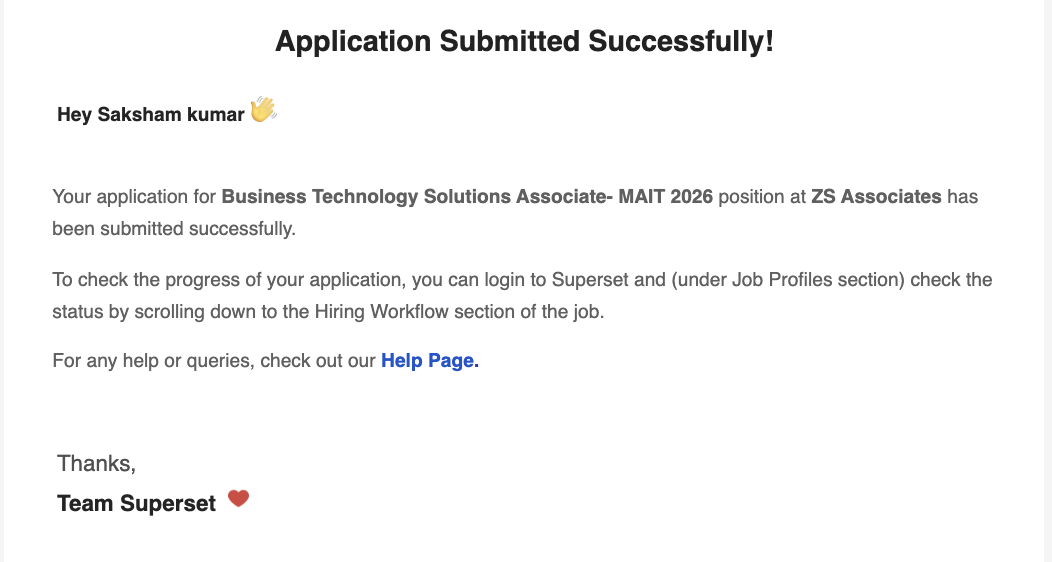 Application Submitted Successfully!
Hey Saksham kumar 👋
Your application for Business Technology Solutions Associate- MAIT 2026 position at ZS Associates has
been submitted successfully.
To check the progress of your application, you can login to Superset and (under Job Profiles section) check the
status by scrolling down to the Hiring Workflow section of the job.
For any help or queries, check out our Help Page.
Thanks,
Team Superset ❤️